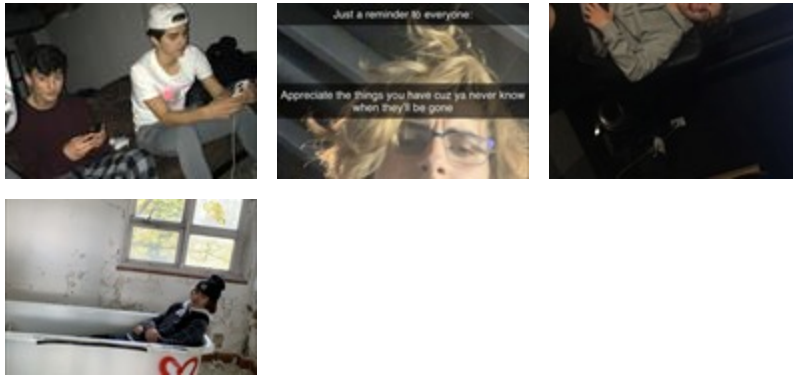 Just a reminder to everyone:
Appreciate the things you have cuz ya never know
when they'll be gone